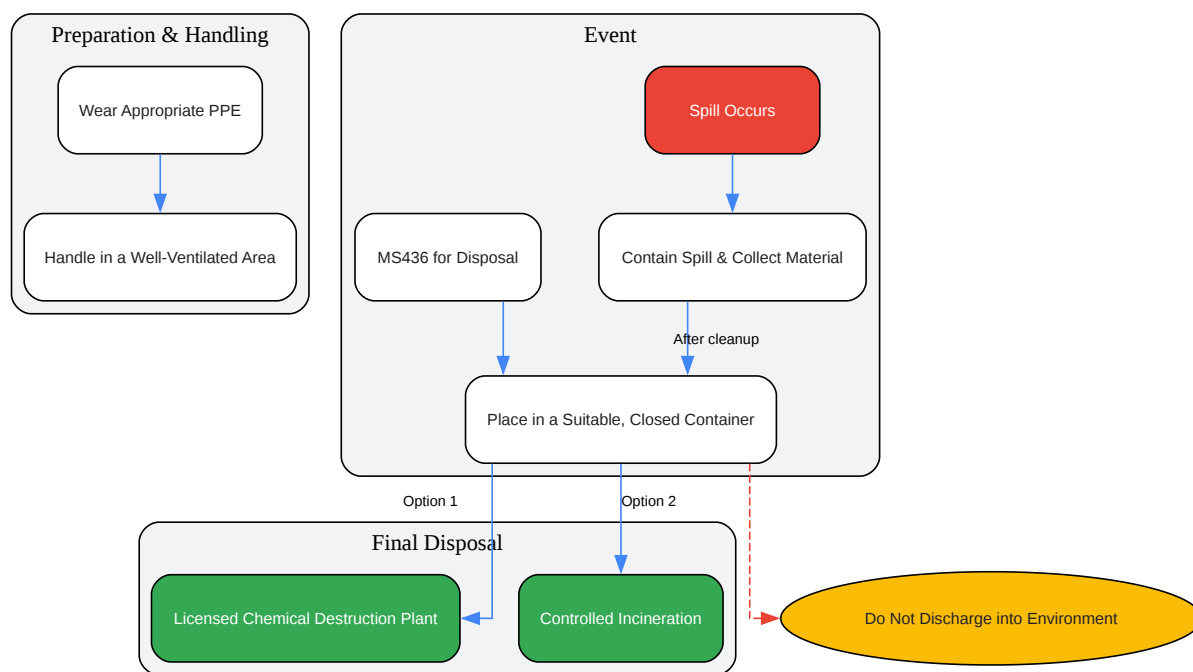 Preparation & Handling
Wear Appropriate PPE
Handle in a Well-Ventilated Area
Event
Spill Occurs
MS436 for Disposal
Contain Spill & Collect Material
After cleanup
Place in a Suitable, Closed Container
Option 1
Option 2
Final Disposal
Licensed Chemical Destruction Plant
Controlled Incineration
Do Not Discharge into Environment